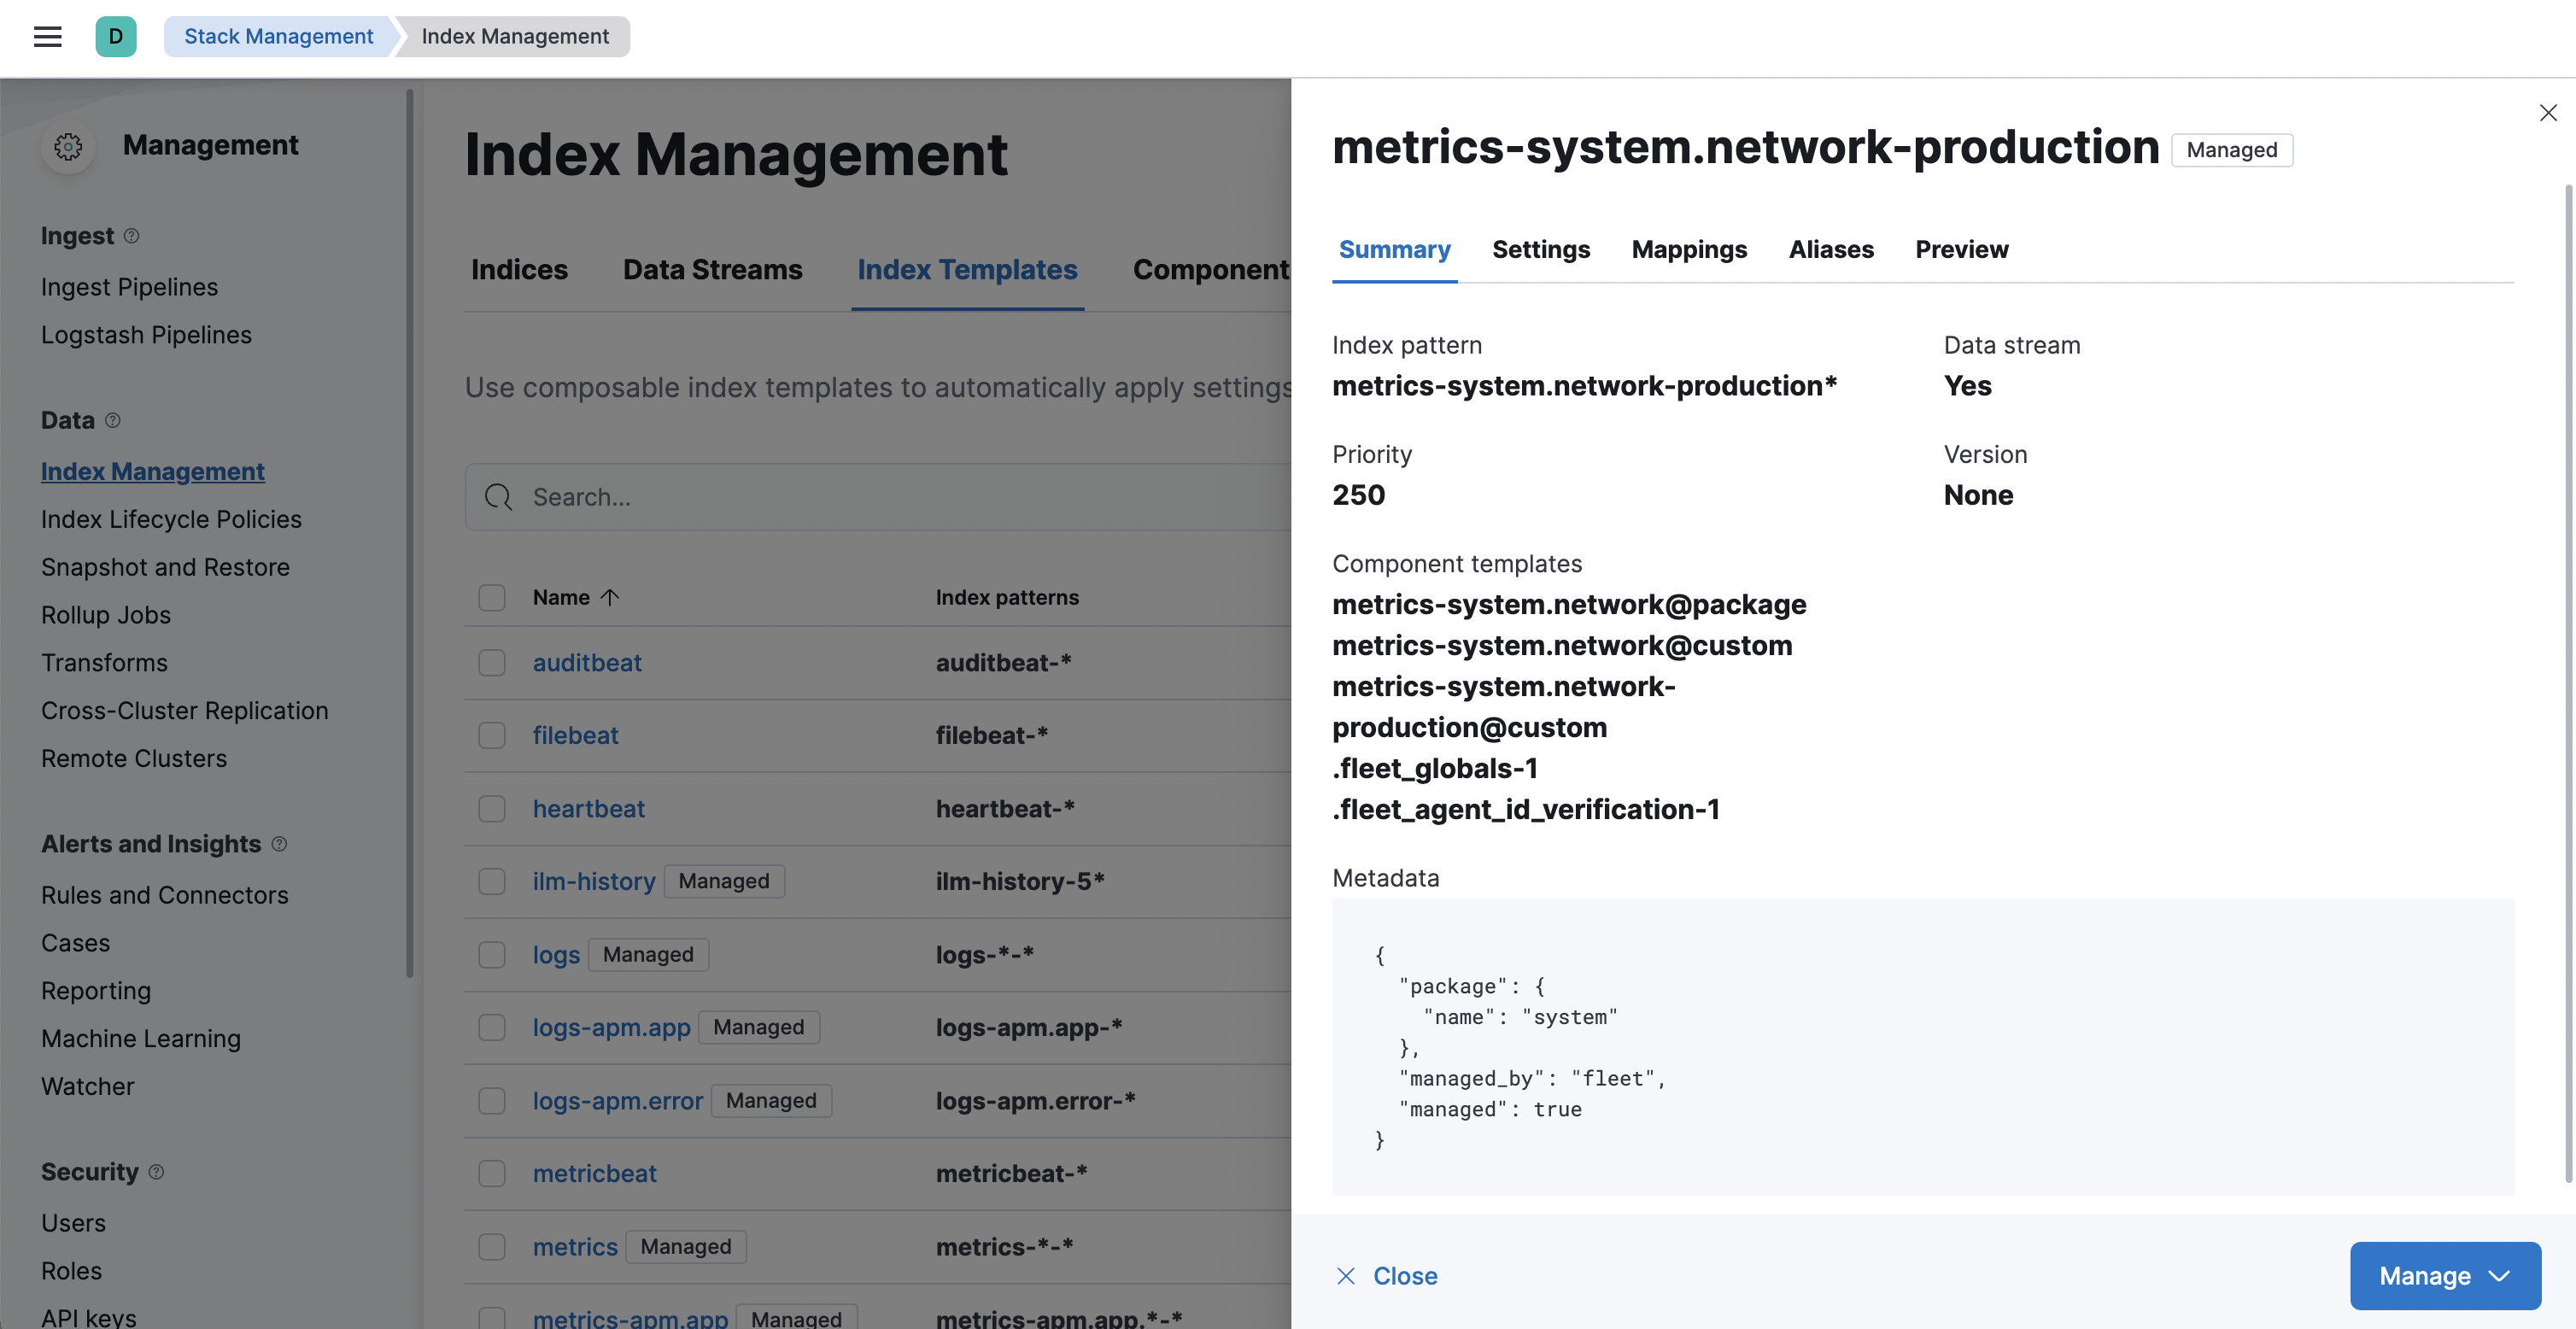 D
Stack Management
Index Management
Management
Ingest
Ingest Pipelines
Logstash Pipelines
Data
Index Management
Index Lifecycle Policies
Snapshot and Restore
Rollup Jobs
Transforms
Cross-Cluster Replication
Remote Clusters
Alerts and Insights
Rules and Connectors
Cases
Reporting
Machine Learning
Watcher
Security
Users
Roles
API keys
Index Management
Indices Data Streams Index Templates Component
Use composable index templates to automatically apply settings
Search...
Name Index patterns
auditbeat auditbeat-*
filebeat filebeat-*
heartbeat heartbeat-*
ilm-history Managed ilm-history-5*
logs Managed logs-*-*
logs-apm.app Managed logs-apm.app-*
logs-apm.error Managed logs-apm.error-*
metricbeat metricbeat-*
metrics Managed metrics-*-*
metrics-apm.app Managed metrics-apm.app.*-*
metrics-system.network-production Managed
Summary Settings Mappings Aliases Preview
Index pattern
metrics-system.network-production*
Data stream
Yes
Priority
250
Version
None
Component templates
metrics-system.network@package
metrics-system.network@custom
metrics-system.network-
production@custom
.fleet_globals-1
.fleet_agent_id_verification-1
Metadata
{
"package": {
"name": "system"
},
"managed_by": "fleet",
"managed": true
}
Close
Manage